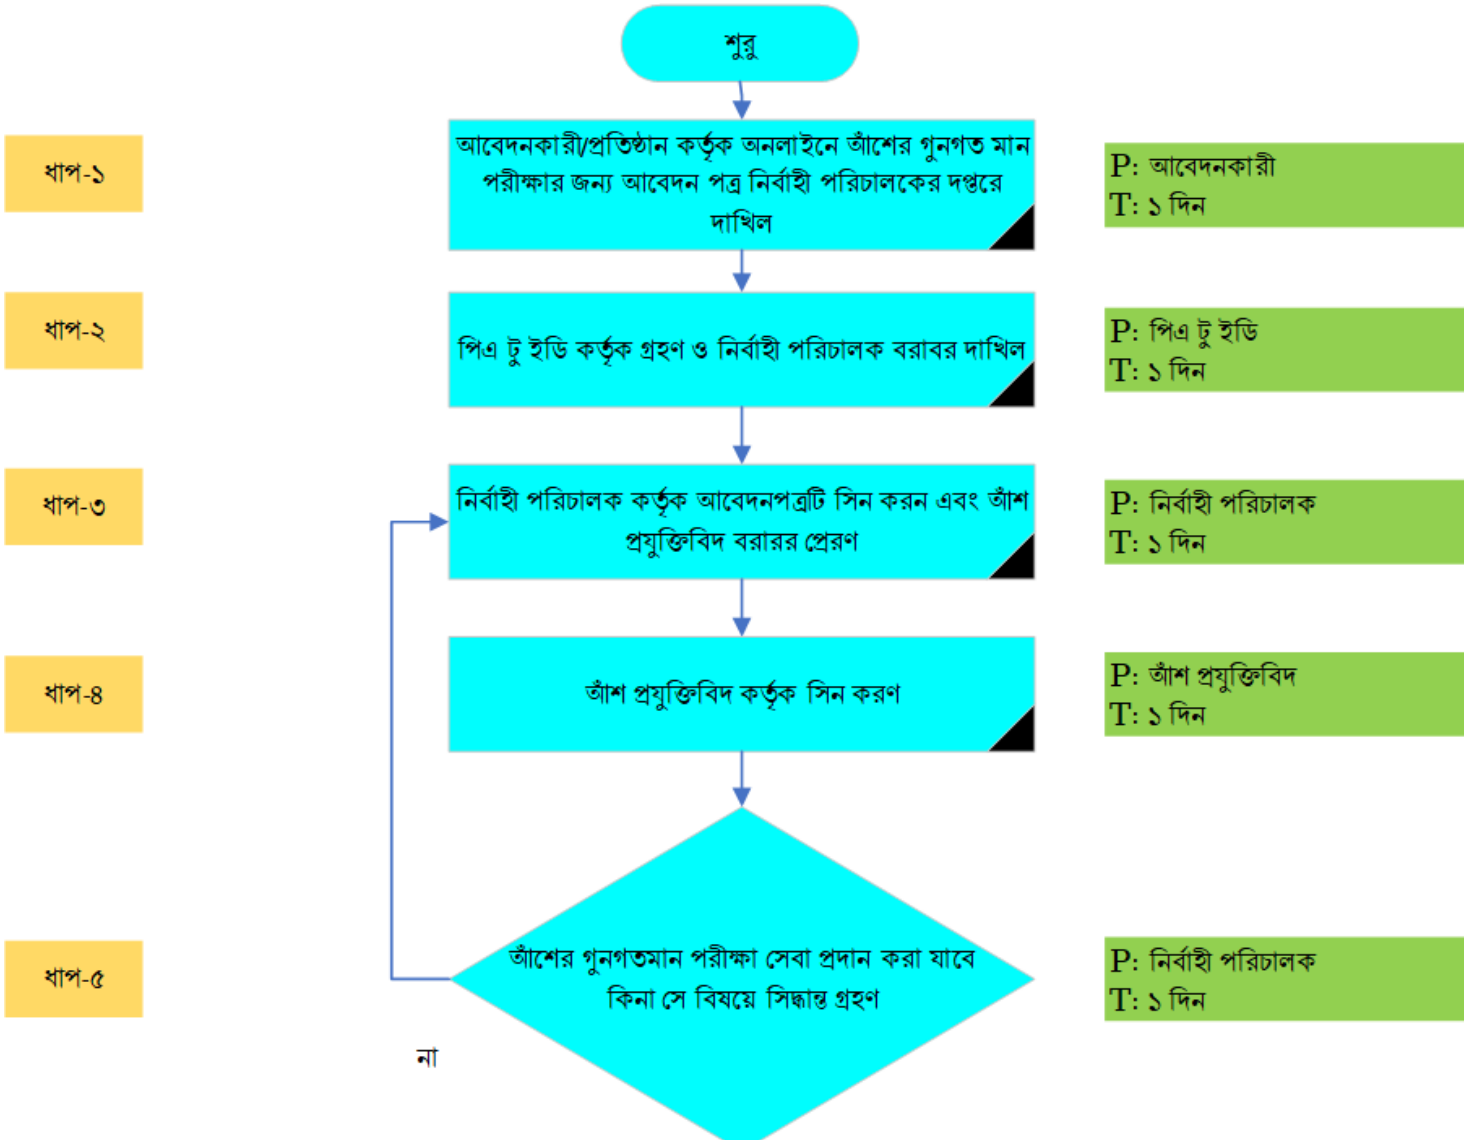 শুরু
ধাপ-১
আবেদনকারী/প্রতিষ্ঠান কর্তৃক অনলাইনে আঁশের গুনগত মান
পরীক্ষার জন্য আবেদন পত্র নির্বাহী পরিচালকের দপ্তরে
দাখিল
P: আবেদনকারী
T: ১ দিন
ধাপ-২
পিএ টু ইডি কর্তৃক গ্রহণ ও নির্বাহী পরিচালক বরাবর দাখিল
P: পিএ টু ইডি
T: ১ দিন
ধাপ-৩
নির্বাহী পরিচালক কর্তৃক আবেদনপত্রটি সিন করন এবং আঁশ
প্রযুক্তিবিদ বরারর প্রেরণ
P: নির্বাহী পরিচালক
T: ১ দিন
ধাপ-৪
আঁশ প্রযুক্তিবিদ কর্তৃক সিন করণ
P: আঁশ প্রযুক্তিবিদ
T: ১ দিন
ধাপ-৫
আঁশের গুনগতমান পরীক্ষা সেবা প্রদান করা যাবে
কিনা সে বিষয়ে সিদ্ধান্ত গ্রহণ
P: নির্বাহী পরিচালক
T: ১ দিন
না